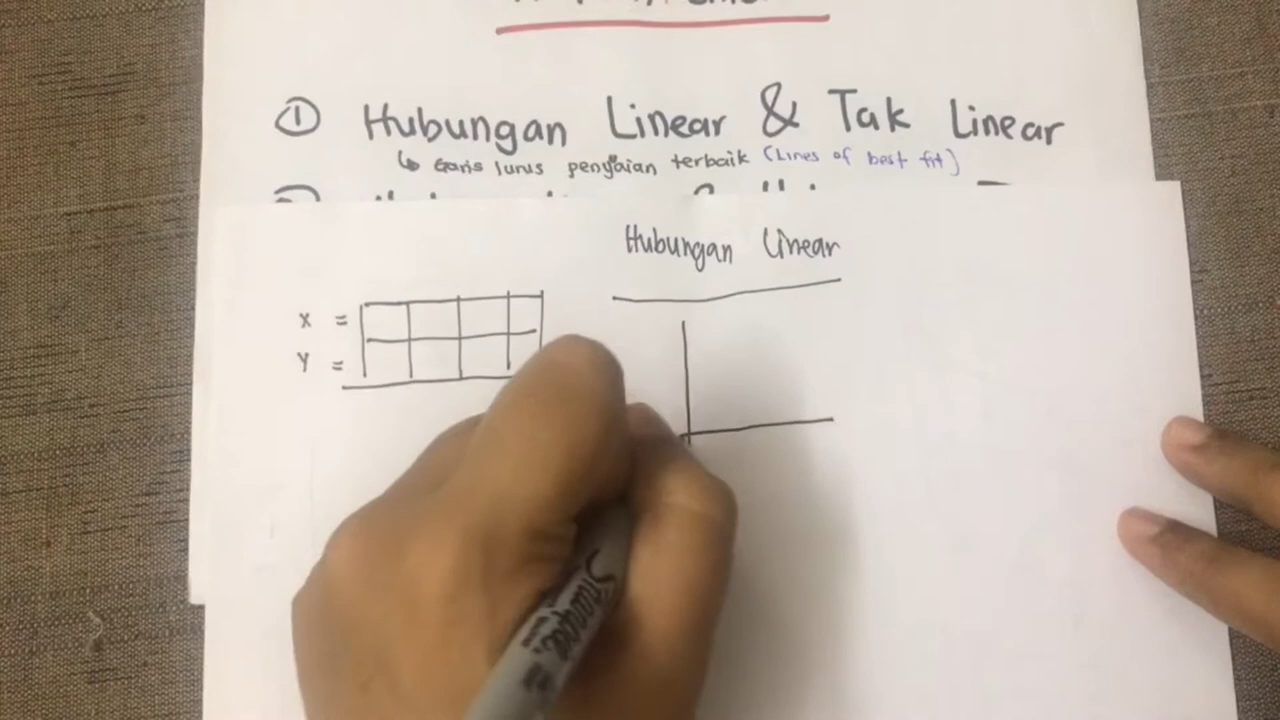 ① Hubungan Linear & Tak Linear
↳ Garis lurus penyuaian terbaik (Lines of best fit)
Hubungan Linear
X =
Y =
Sharpie